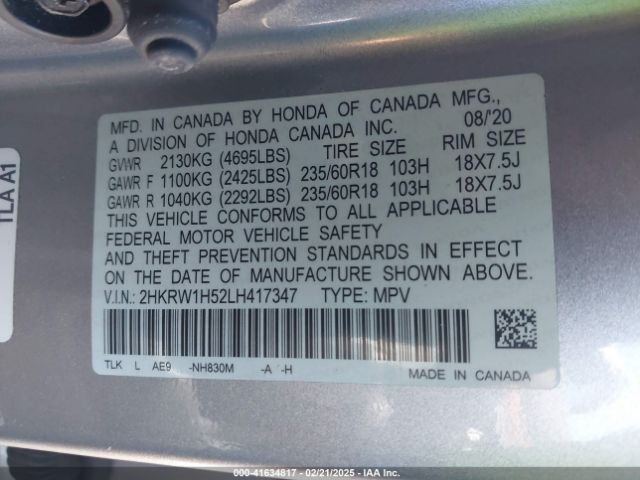 MFD. IN CANADA BY HONDA OF CANADA MFG.,
A DIVISION OF HONDA CANADA INC. 08/'20
GVWR 2130KG (4695LBS) TIRE SIZE RIM SIZE
GAWR F 1100KG (2425LBS) 235/60R18 103H 18X7.5J
GAWR R 1040KG (2292LBS) 235/60R18 103H 18X7.5J
THIS VEHICLE CONFORMS TO ALL APPLICABLE
FEDERAL MOTOR VEHICLE SAFETY
AND THEFT PREVENTION STANDARDS IN EFFECT
ON THE DATE OF MANUFACTURE SHOWN ABOVE.
V.I.N.: 2HKRW1H52LH417347 TYPE: MPV
TLK L AE9 -NH830M -A -H
MADE IN CANADA
TLA A1
000-41634817 - 02/21/2025 - IAA Inc.